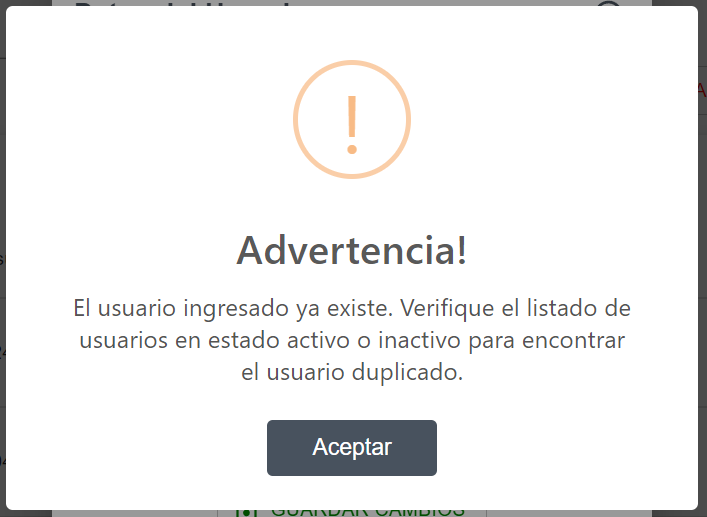 !
Advertencia!
El usuario ingresado ya existe. Verifique el listado de
usuarios en estado activo o inactivo para encontrar
el usuario duplicado.
Aceptar
GUARDAR CAMBIOS